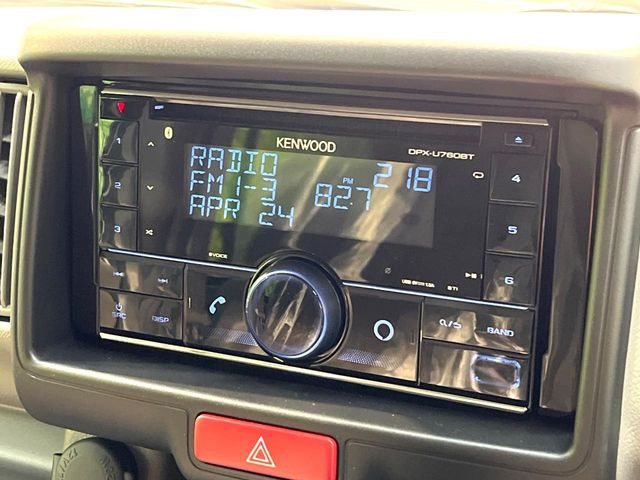 KENWOOD
DPX-U760BT
RADIO
FM 1-3
PM 2:18
82.7
APR 24
1
2
3
4
5
6
VOICE
SRC
DISP
BAND